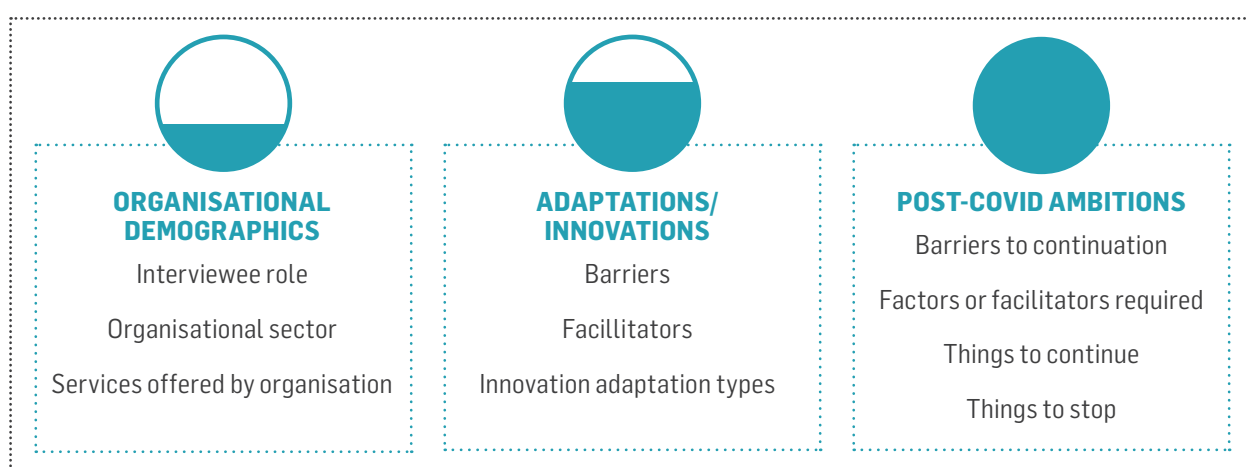 ORGANISATIONAL
DEMOGRAPHICS
Interviewee role
Organisational sector
Services offered by organisation
ADAPTATIONS/
INNOVATIONS
Barriers
Facillitators
Innovation adaptation types
POST-COVID AMBITIONS
Barriers to continuation
Factors or facilitators required
Things to continue
Things to stop